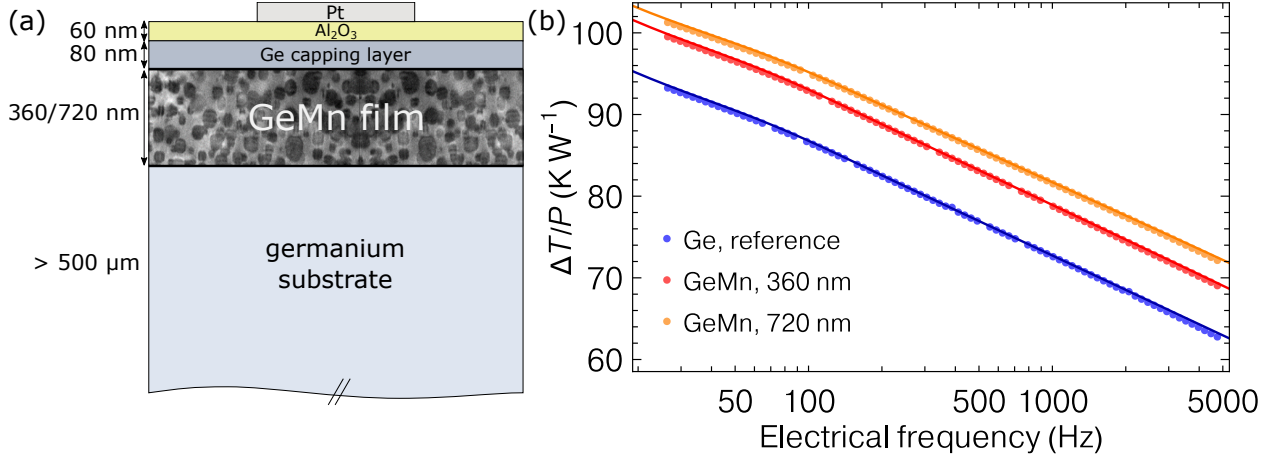 (a)
Pt
60 nm
Al₂O₃
80 nm
Ge capping layer
360/720 nm
GeMn film
> 500 µm
germanium
substrate
(b)
100
90
80
70
60
ΔT/P (K W⁻¹)
Ge, reference
GeMn, 360 nm
GeMn, 720 nm
50 100 500 1000 5000
Electrical frequency (Hz)